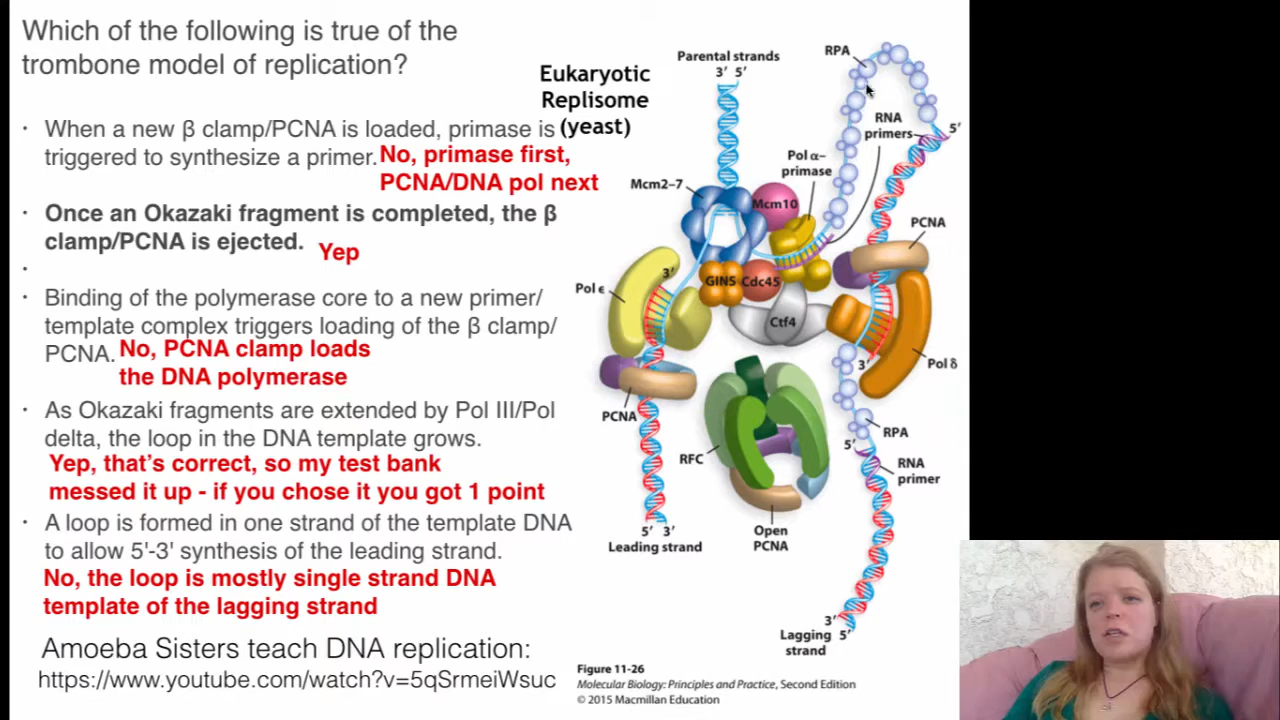 Which of the following is true of the
trombone model of replication?
· When a new β clamp/PCNA is loaded, primase is
triggered to synthesize a primer.
No, primase first,
PCNA/DNA pol next
· Once an Okazaki fragment is completed, the β
clamp/PCNA is ejected.
Yep
·
· Binding of the polymerase core to a new primer/
template complex triggers loading of the β clamp/
PCNA.
No, PCNA clamp loads
the DNA polymerase
· As Okazaki fragments are extended by Pol III/Pol
delta, the loop in the DNA template grows.
Yep, that's correct, so my test bank
messed it up - if you chose it you got 1 point
· A loop is formed in one strand of the template DNA
to allow 5'-3' synthesis of the leading strand.
No, the loop is mostly single strand DNA
template of the lagging strand
Amoeba Sisters teach DNA replication:
https://www.youtube.com/watch?v=5qSrmeiWsuc
Eukaryotic
Replisome
(yeast)
Parental strands
3′ 5′
RPA
RNA
primers
5′
Pol α–
primase
Mcm2–7
Mcm10
PCNA
GINS
Cdc45
3′
Pol ε
Ctf4
3′
Pol δ
PCNA
RPA
5′
RFC
RNA
primer
5′ 3′
Leading strand
Open
PCNA
3′
Lagging 5′
strand
Figure 11-26
Molecular Biology: Principles and Practice, Second Edition
© 2015 Macmillan Education